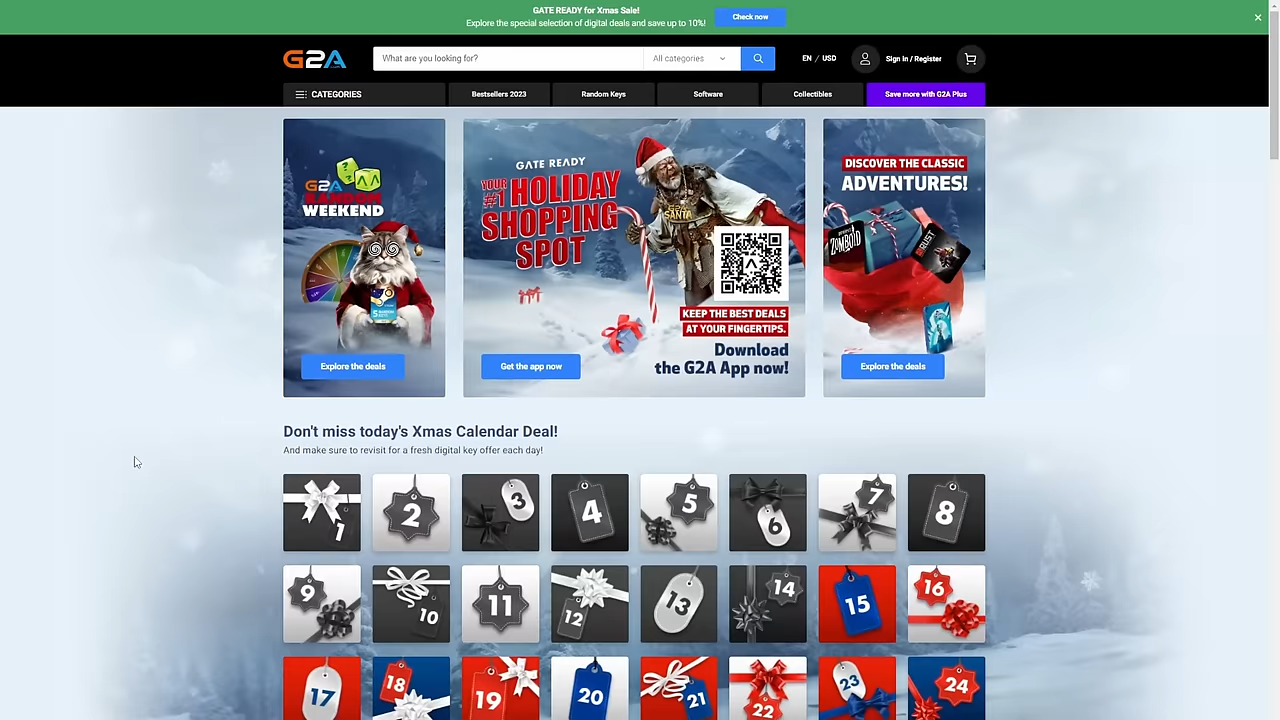 GATE READY for Xmas Sale!
Explore the special selection of digital deals and save up to 10%!
Check now
G2A
What are you looking for?
All categories
EN / USD
Sign in / Register
CATEGORIES
Bestsellers 2023
Random Keys
Software
Collectibles
Save more with G2A Plus
G2A
RANDOM
WEEKEND
Explore the deals
GATE READY
YOUR
#1 HOLIDAY
SHOPPING
SPOT
G2A
SANTA
KEEP THE BEST DEALS
AT YOUR FINGERTIPS.
Download
the G2A App now!
Get the app now
DISCOVER THE CLASSIC
ADVENTURES!
ZOMBOID
RUST
Explore the deals
Don't miss today's Xmas Calendar Deal!
And make sure to revisit for a fresh digital key offer each day!
1
2
3
4
5
6
7
8
9
10
11
12
13
14
15
16
17
18
19
20
21
22
23
24